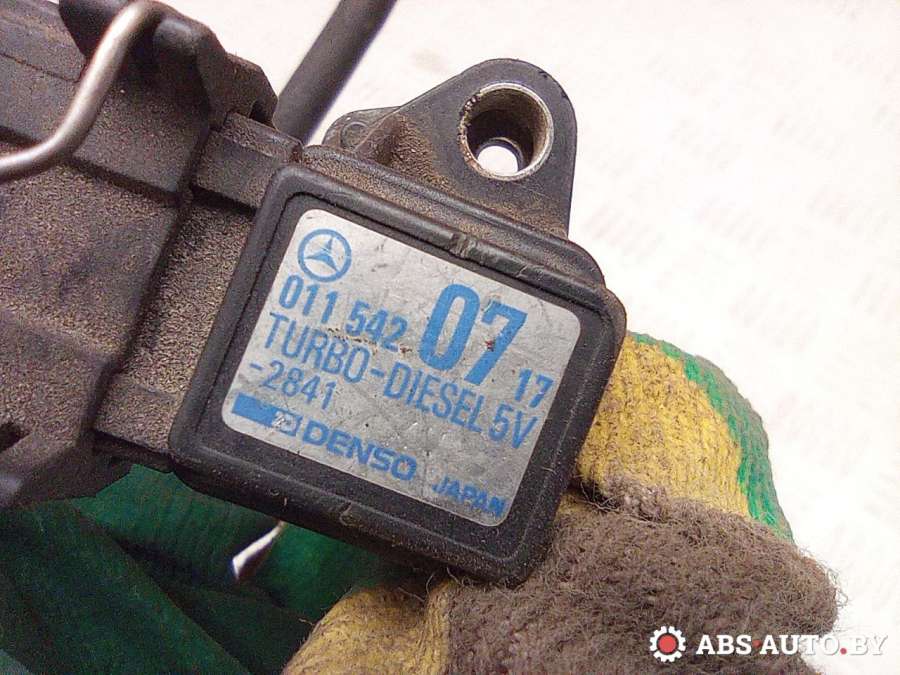 011 542 07 17
TURBO-DIESEL 5V
-2841
DENSO JAPAN
ABS-AUTO.BY